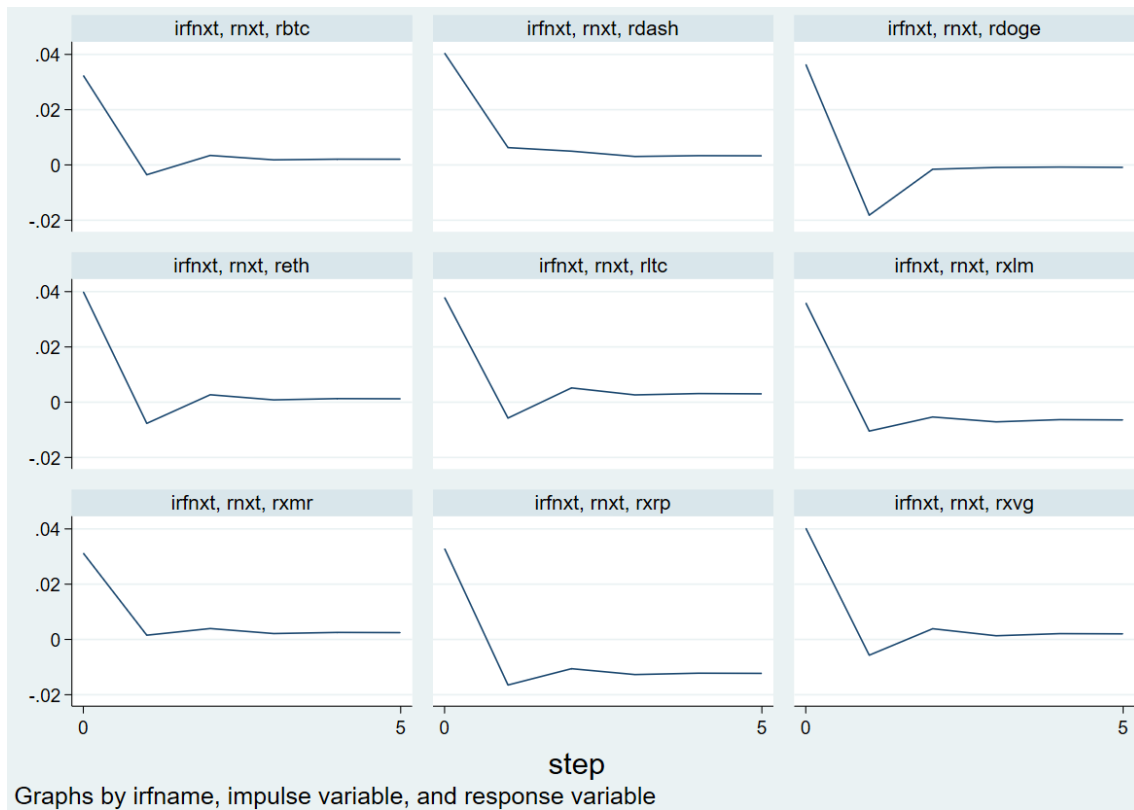 irfnxt, rnxt, rbtc
irfnxt, rnxt, rdash
irfnxt, rnxt, rdoge
.04
.02
0
-.02
irfnxt, rnxt, reth
irfnxt, rnxt, rltc
irfnxt, rnxt, rxlm
.04
.02
0
-.02
irfnxt, rnxt, rxmr
irfnxt, rnxt, rxrp
irfnxt, rnxt, rxvg
.04
.02
0
-.02
0 5
0 5
0 5
step
Graphs by irfname, impulse variable, and response variable